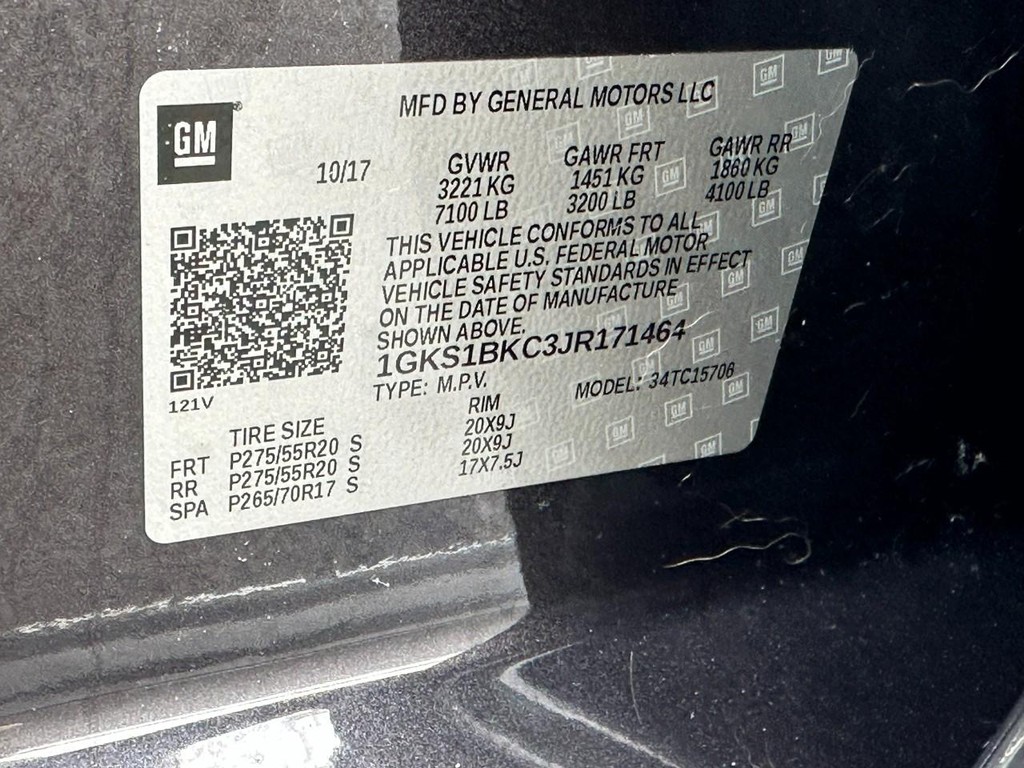 GM
MFD BY GENERAL MOTORS LLC
10/17
GVWR GAWR FRT GAWR RR
3221 KG 1451 KG 1860 KG
7100 LB 3200 LB 4100 LB
THIS VEHICLE CONFORMS TO ALL
APPLICABLE U.S. FEDERAL MOTOR
VEHICLE SAFETY STANDARDS IN EFFECT
ON THE DATE OF MANUFACTURE
SHOWN ABOVE.
1GKS1BKC3JR171464
TYPE: M.P.V. MODEL: 34TC15706
121V
TIRE SIZE RIM
FRT P275/55R20 S 20X9J
RR P275/55R20 S 20X9J
SPA P265/70R17 S 17X7.5J